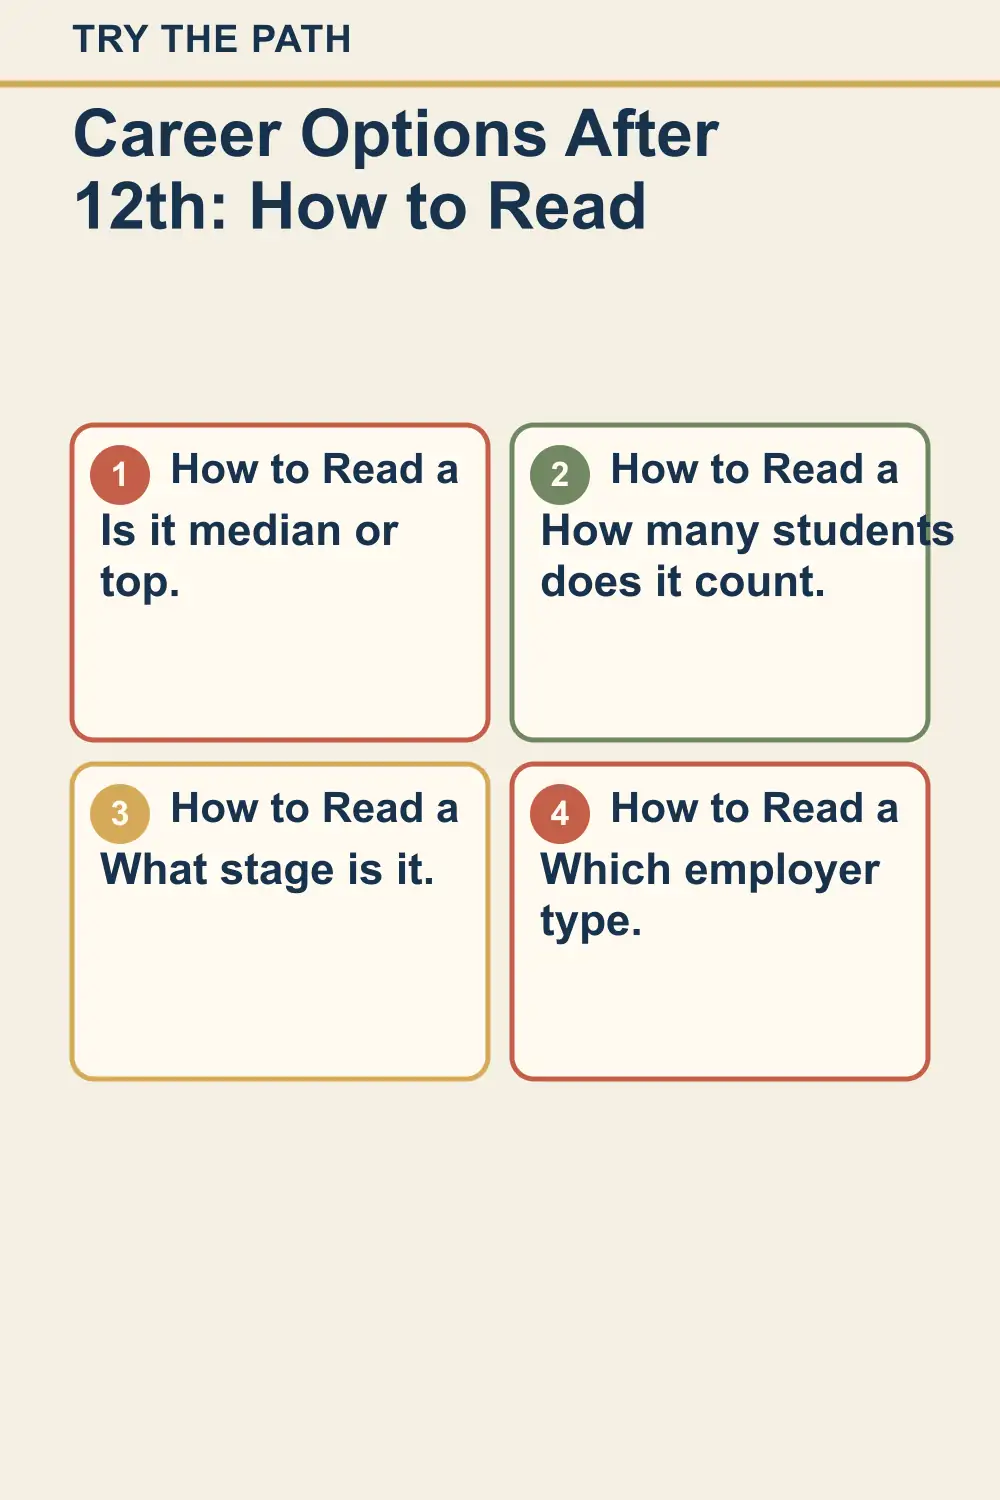 TRY THE PATH
Career Options After
12th: How to Read
1 How to Read a
Is it median or
top.
2 How to Read a
How many students
does it count.
3 How to Read a
What stage is it.
4 How to Read a
Which employer
type.